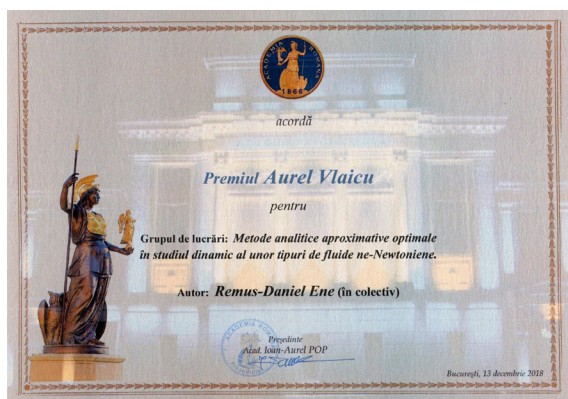 ACADEMIA ROMANA
1866
acordă
Premiul Aurel Vlaicu
pentru
Grupul de lucrări: Metode analitice aproximative optimale
în studiul dinamic al unor tipuri de fluide ne-Newtoniene.
Autor: Remus-Daniel Ene (în colectiv)
Președinte
Acad. Ioan-Aurel POP
București, 13 decembrie 2018